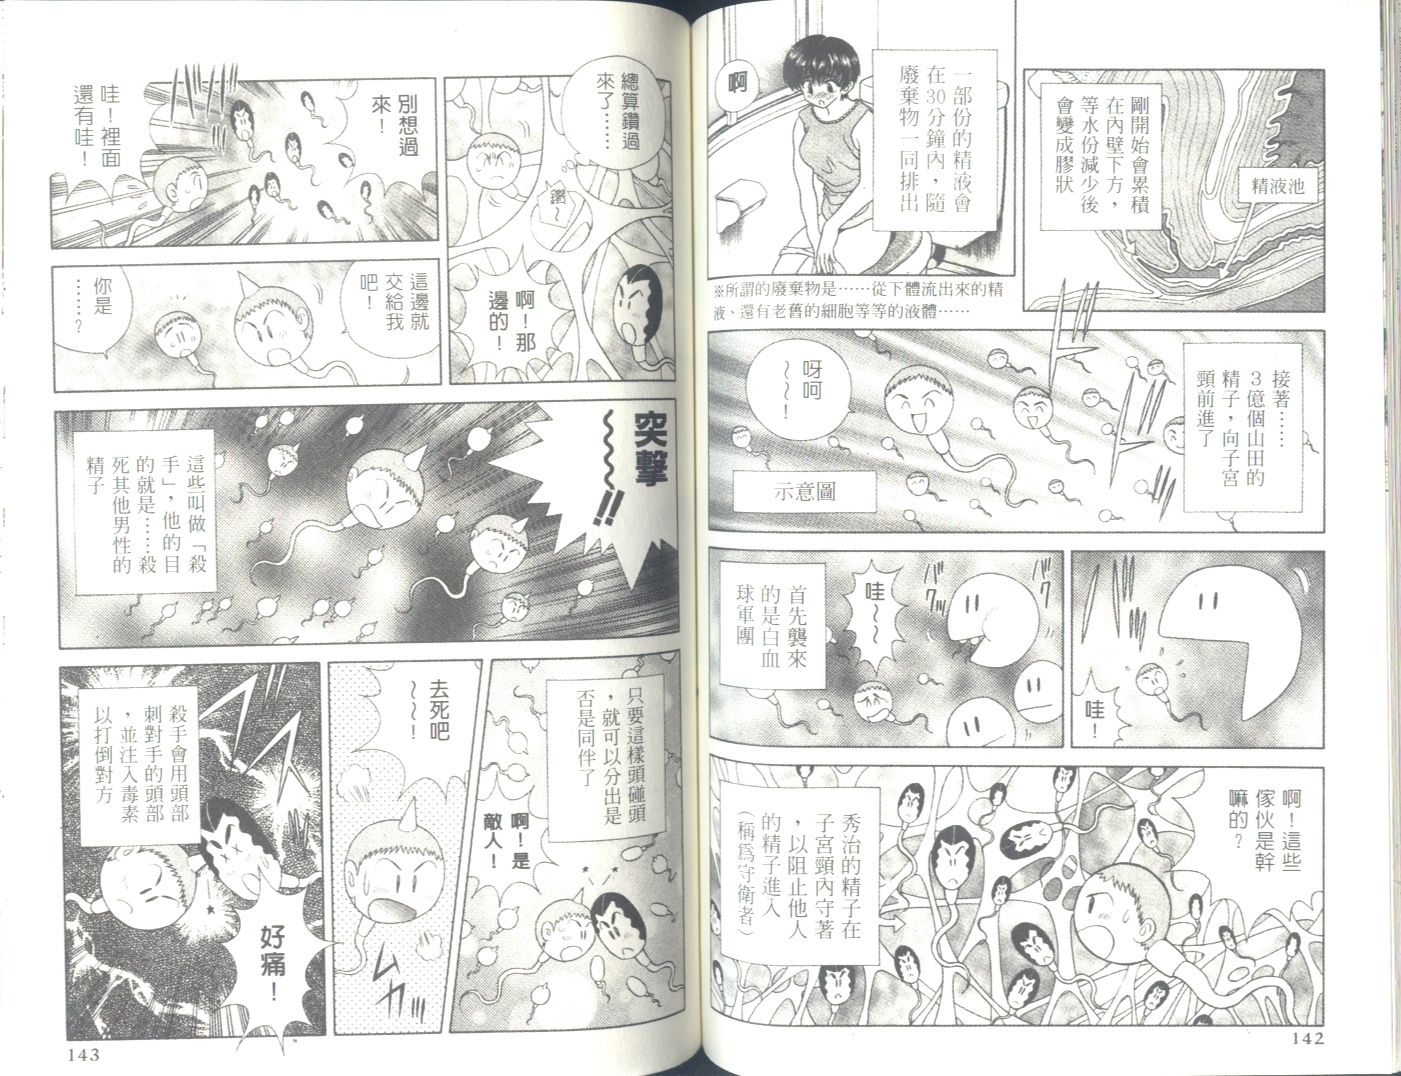 剛開始會累積
在內壁下方，
等水份減少後
會變成膠狀
精液池
一部份的精液會
在30分鐘內，隨
廢棄物一同排出
啊
※所謂的廢棄物是……從下體流出來的精
液、還有老舊的細胞等等的液體……
接著……
3億個山田的
精子，向子宮
頸前進了
呀呵
～～！
示意圖
哇！
首先襲來
的是白血
球軍團
哇～～
バグ
バグッ
啊！這些
傢伙是幹
嘛的？
秀治的精子在
子宮頸內守著
，以阻止他人
的精子進入
（稱為守衛者）
142
總算鑽過
來了……
鑽～
啊！那
邊的！
別想過
來！
哇！裡面
還有哇！
這邊就
交給我
吧！
你是
……？
突擊
～～～!!
這些叫做「殺
手」，他的目
的就是……殺
死其他男性的
精子
只要這樣頭碰頭
，就可以分出是
否是同伴了
啊！是
敵人！
去死吧
～～！
ムカ
殺手會用頭部
刺對手的頭部
，並注入毒素
以打倒對方
好痛！
143